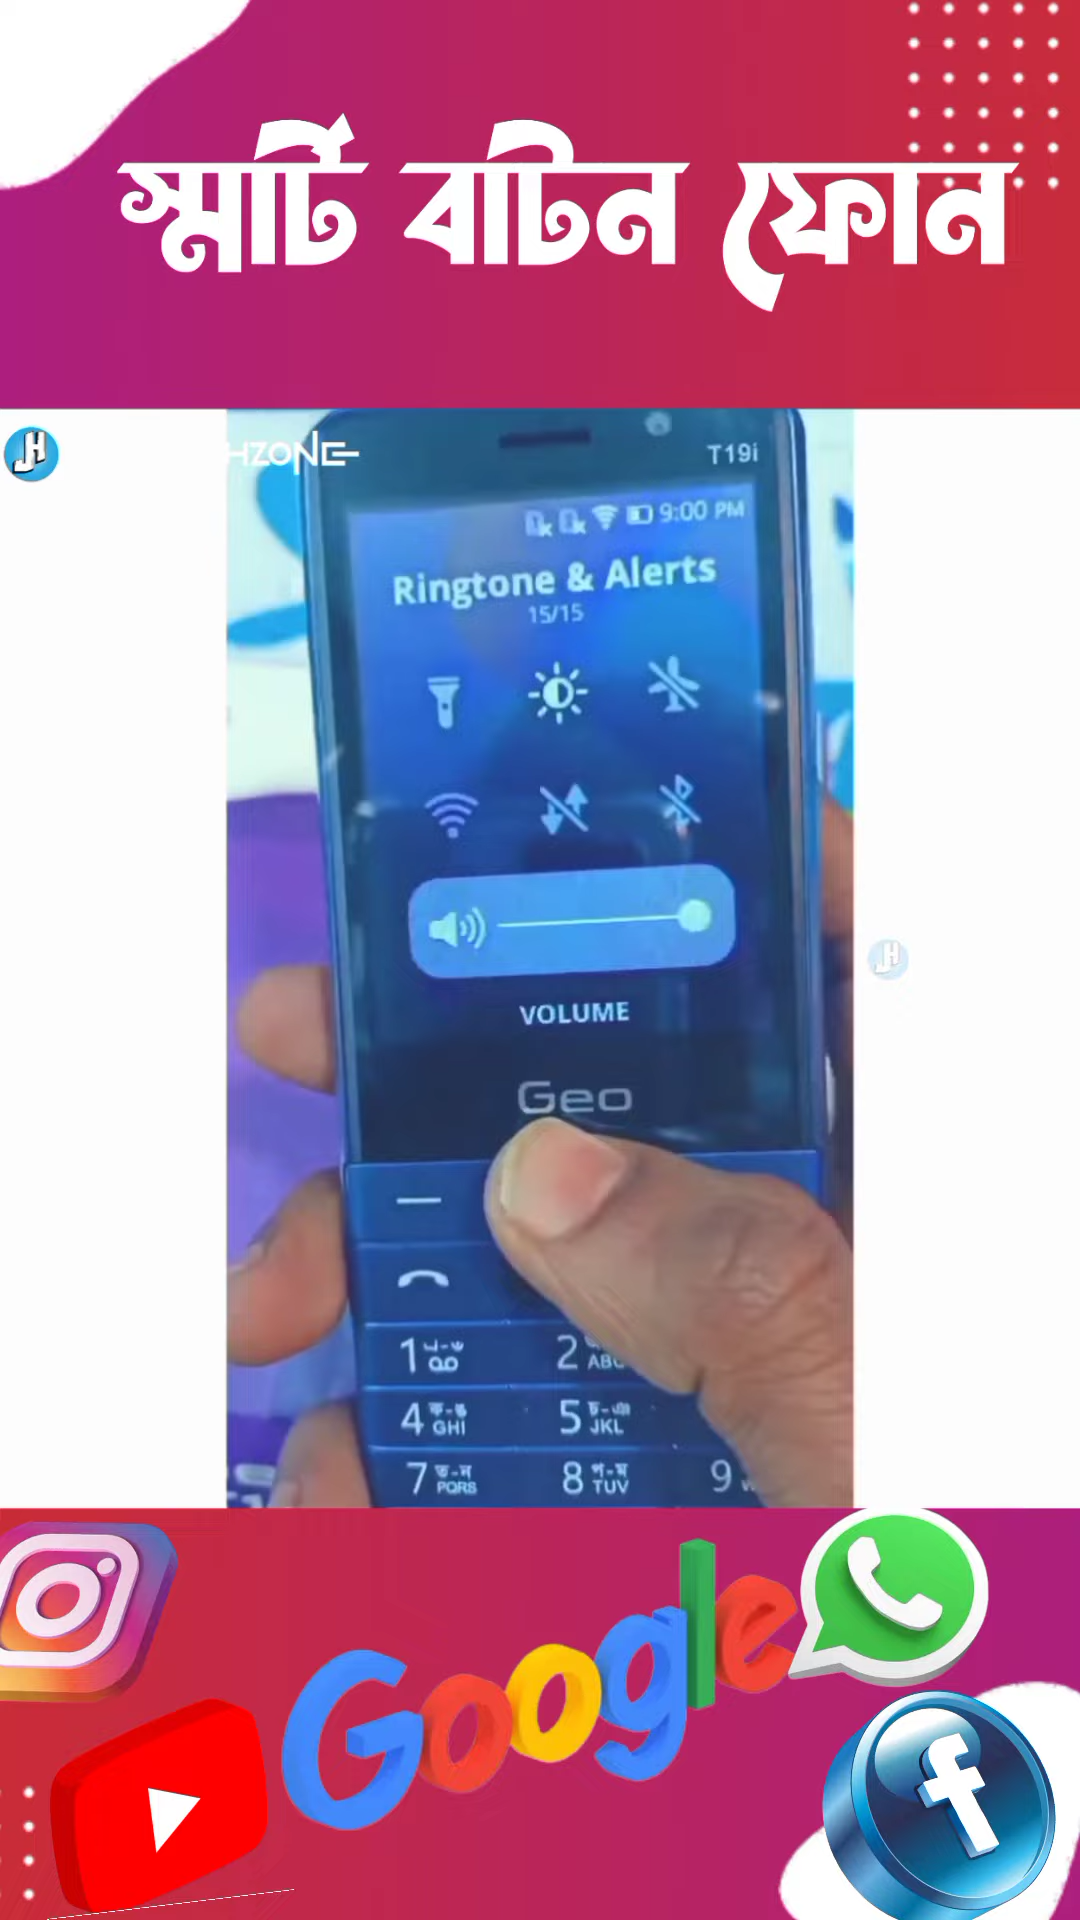 স্মার্ট বাটন ফোন
HZONE
T19i
9:00 PM
Ringtone & Alerts
15/15
VOLUME
Geo
1
2 ABC
4 ক-ঙ GHI
5 চ-ঞ JKL
7 ত-ন PQRS
8 প-ম TUV
9
Google